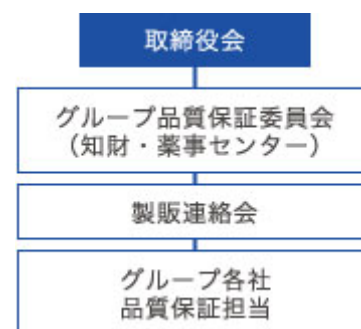 取締役会
グループ品質保証委員会
（知財・薬事センター）
製販連絡会
グループ各社
品質保証担当